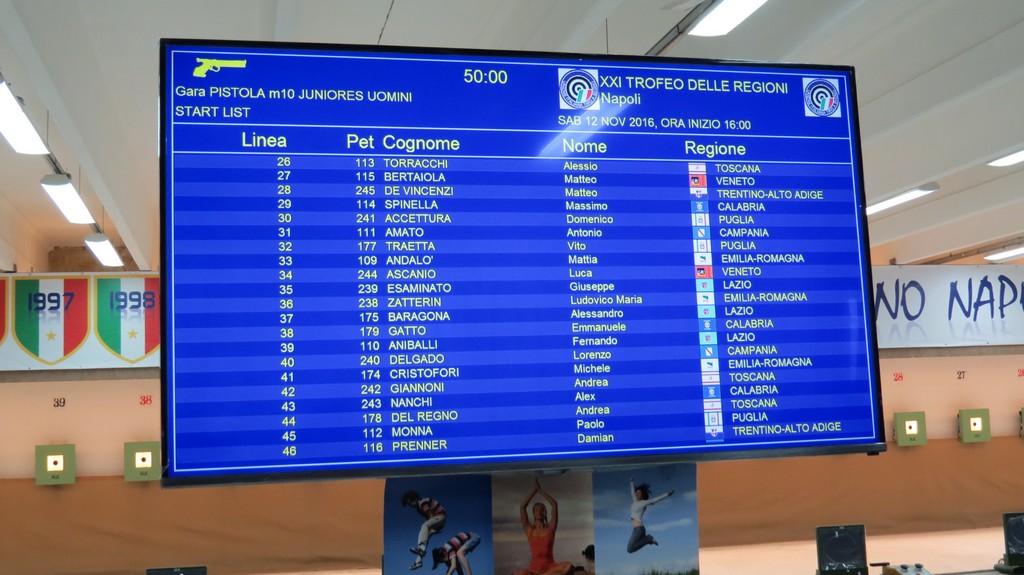 50:00
XXI TROFEO DELLE REGIONI
Gara PISTOLA m10 JUNIORES UOMINI
Napoli
START LIST
SAB 12 NOV 2016, ORA INIZIO 16:00
Linea Pet Cognome Nome Regione
26 113 TORRACCHI Alessio TOSCANA
27 115 BERTAIOLA Matteo VENETO
28 245 DE VINCENZI Matteo TRENTINO-ALTO ADIGE
29 114 SPINELLA Massimo CALABRIA
30 241 ACCETTURA Domenico PUGLIA
31 111 AMATO Antonio CAMPANIA
32 177 TRAETTA Vito PUGLIA
33 109 ANDALO' Mattia EMILIA-ROMAGNA
34 244 ASCANIO Luca VENETO
35 239 ESAMINATO Giuseppe LAZIO
36 238 ZATTERIN Ludovico Maria EMILIA-ROMAGNA
37 175 BARAGONA Alessandro LAZIO
38 179 GATTO Emmanuele CALABRIA
39 110 ANIBALLI Fernando LAZIO
40 240 DELGADO Lorenzo CAMPANIA
41 174 CRISTOFORI Michele EMILIA-ROMAGNA
42 242 GIANNONI Andrea TOSCANA
43 243 NANCHI Alex CALABRIA
44 178 DEL REGNO Andrea TOSCANA
45 112 MONNA Paolo PUGLIA
46 116 PRENNER Damian TRENTINO-ALTO ADIGE
1997 1998
NO NAP
39 38 28 27